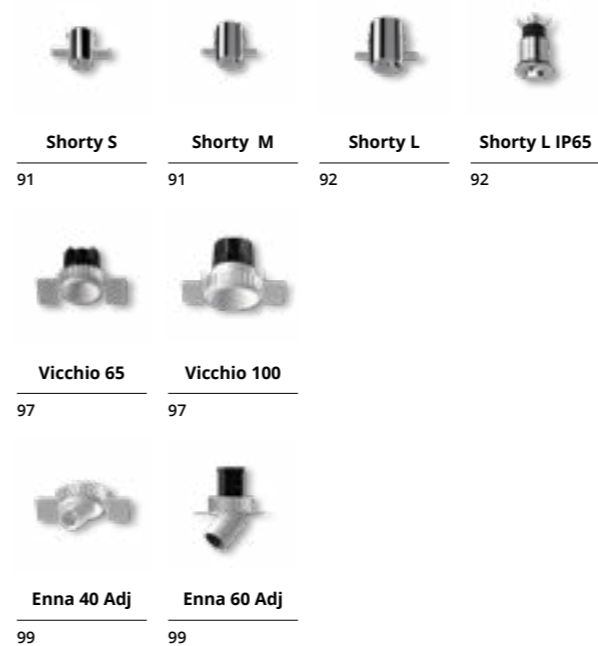 Shorty S
Shorty M
Shorty L
Shorty L IP65
91
91
92
92
Vicchio 65
Vicchio 100
97
97
Enna 40 Adj
Enna 60 Adj
99
99